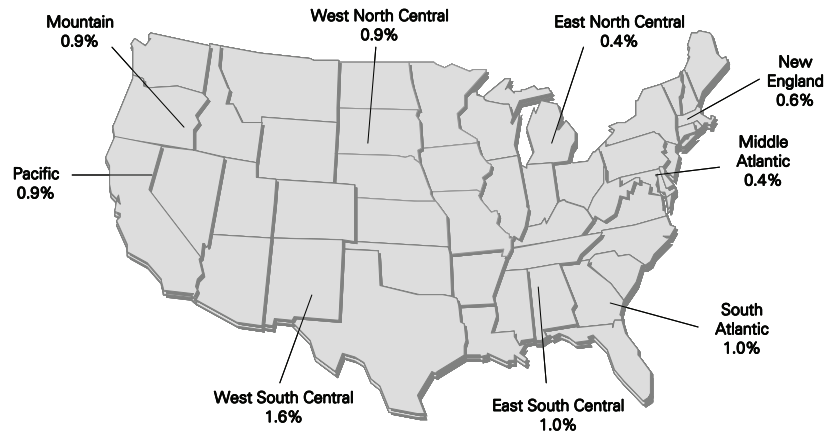 Mountain
0.9%
West North Central
0.9%
East North Central
0.4%
New
England
0.6%
Middle
Atlantic
0.4%
Pacific
0.9%
South
Atlantic
1.0%
West South Central
1.6%
East South Central
1.0%